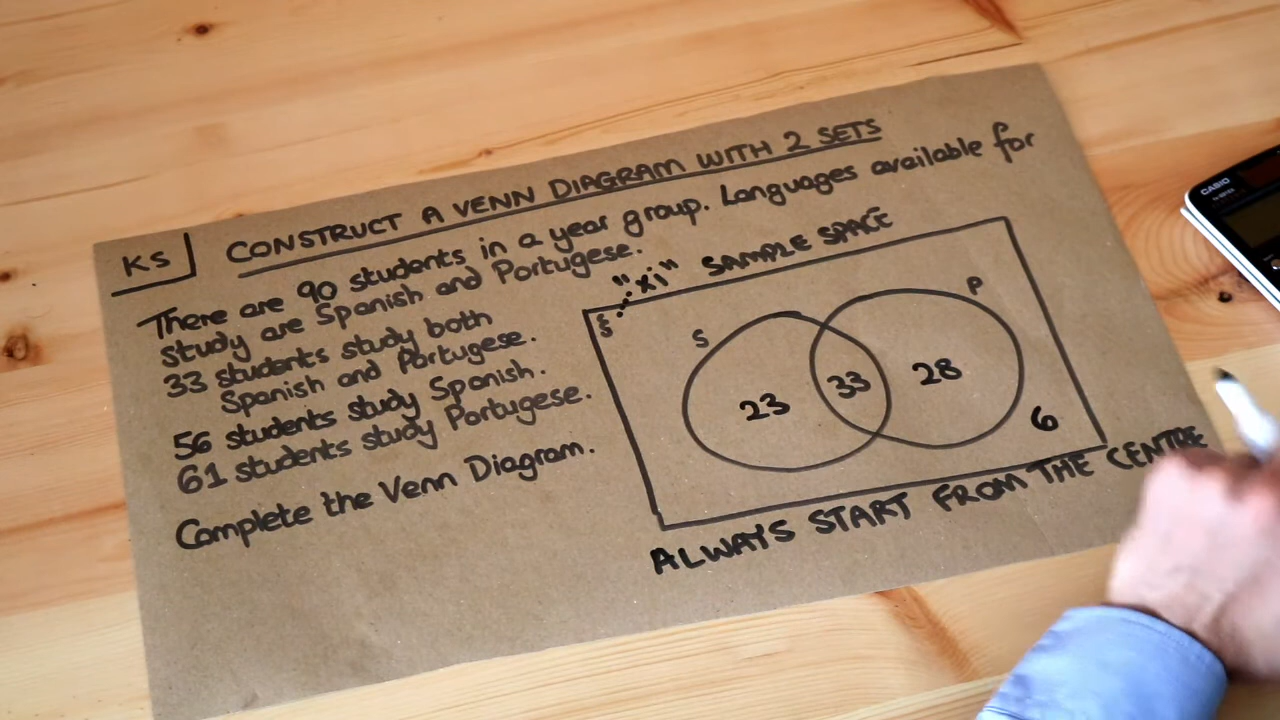 KS
CONSTRUCT A VENN DIAGRAM WITH 2 SETS
There are 90 students in a year group. Languages available for
study are Spanish and Portugese.
33 students study both
Spanish and Portugese.
56 students study Spanish.
61 students study Portugese.
Complete the Venn Diagram.
"xi" SAMPLE SPACE
ξ
S
P
23
33
28
6
ALWAYS START FROM THE CENTRE
CASIO